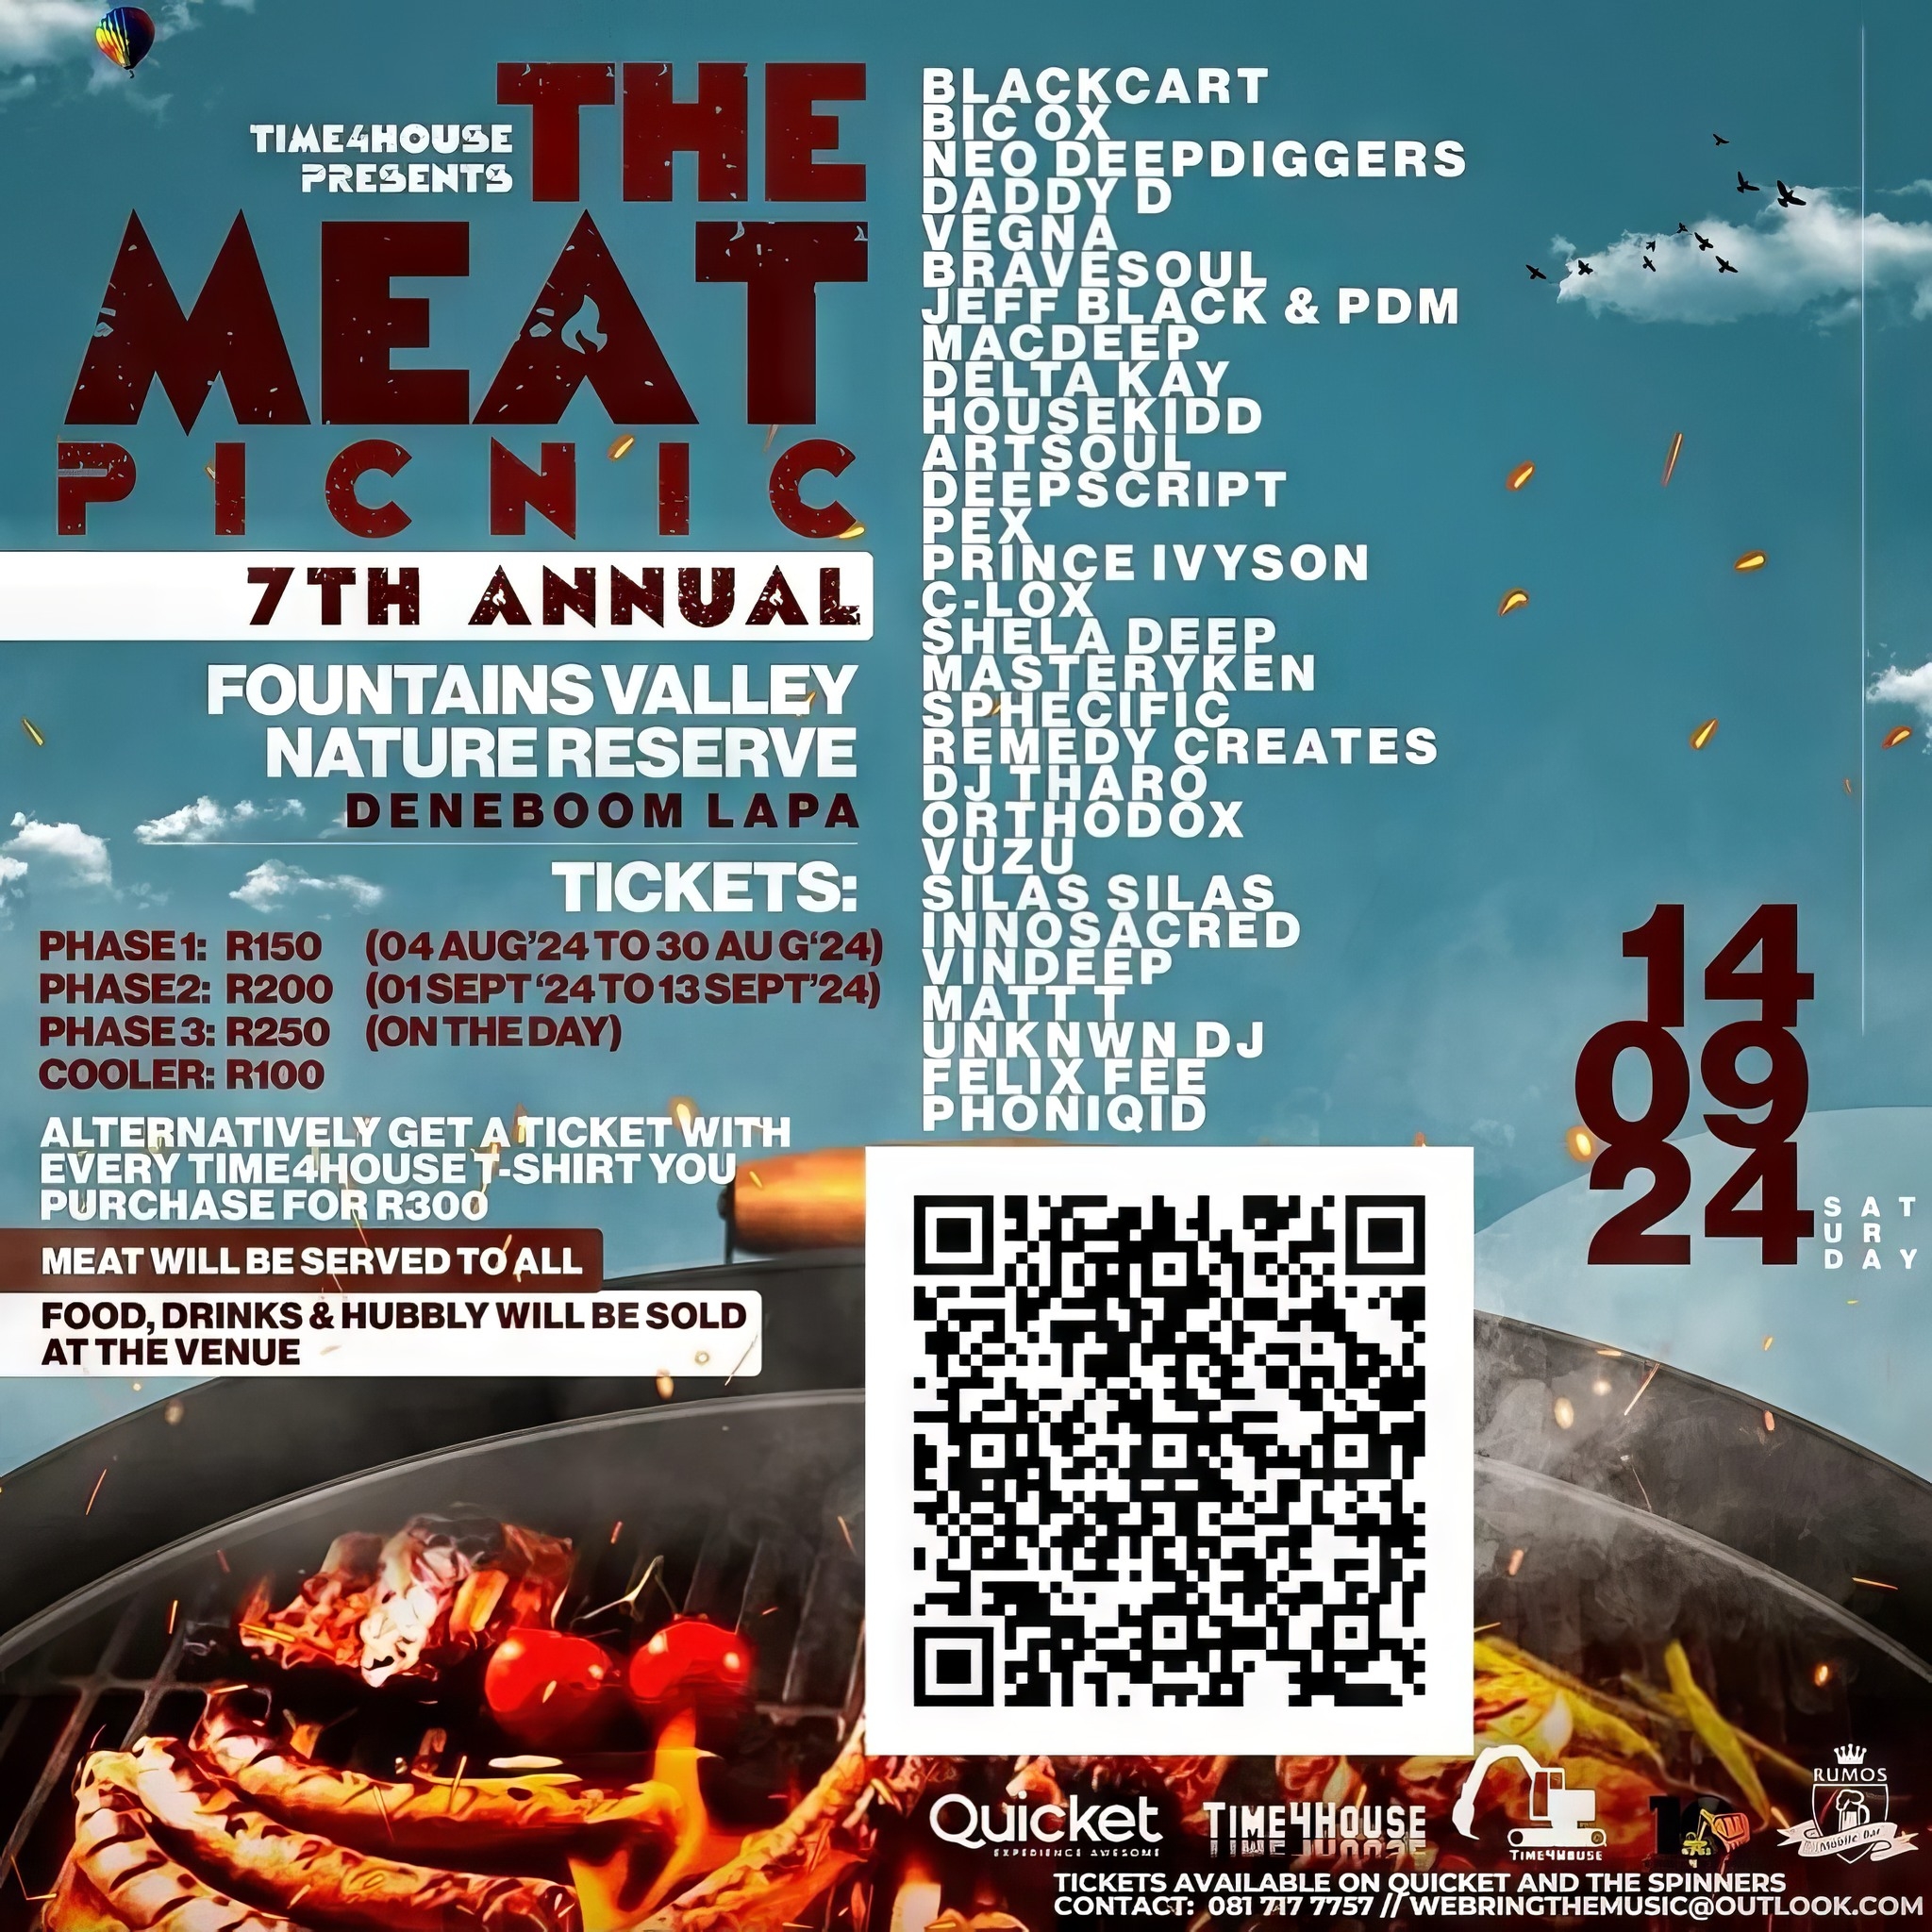 TIME4HOUSE
PRESENTS
THE
MEAT
PICNIC
7TH ANNUAL
FOUNTAINS VALLEY
NATURE RESERVE
DENEBOOM LAPA
TICKETS:
PHASE 1: R150 (04 AUG'24 TO 30 AUG'24)
PHASE2: R200 (01 SEPT '24 TO 13 SEPT'24)
PHASE 3: R250 (ON THE DAY)
COOLER: R100
ALTERNATIVELY GET A TICKET WITH
EVERY TIME4HOUSE T-SHIRT YOU
PURCHASE FOR R300
MEAT WILL BE SERVED TO ALL
FOOD, DRINKS & HUBBLY WILL BE SOLD
AT THE VENUE
BLACKCART
BIC OX
NEO DEEPDIGGERS
DADDY D
VEGNA
BRAVESOUL
JEFF BLACK & PDM
MACDEEP
DELTA KAY
HOUSEKIDD
ARTSOUL
DEEPSCRIPT
PEX
PRINCE IVYSON
C-LOX
SHELA DEEP
MASTERYKEN
SPHECIFIC
REMEDY CREATES
DJ THARO
ORTHODOX
VUZU
SILAS SILAS
INNOSACRED
VINDEEP
MATT T
UNKNWN DJ
FELIX FEE
PHONIQID
14
09
24
SAT
UR
DAY
Quicket
EXPERIENCE AWESOME
TIME4HOUSE
TIME4HOUSE
RUMOS
Mobile Bar
TICKETS AVAILABLE ON QUICKET AND THE SPINNERS
CONTACT: 081 717 7757 // WEBRINGTHEMUSIC@OUTLOOK.COM